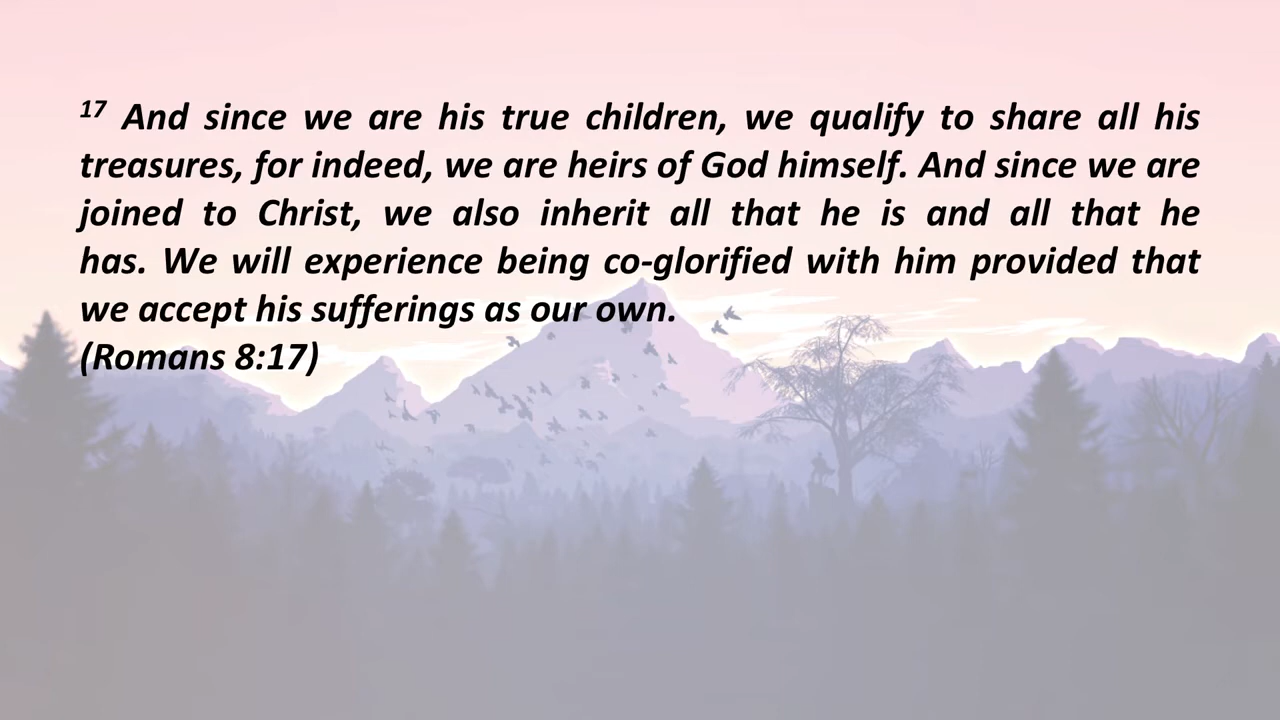 17 And since we are his true children, we qualify to share all his
treasures, for indeed, we are heirs of God himself. And since we are
joined to Christ, we also inherit all that he is and all that he
has. We will experience being co-glorified with him provided that
we accept his sufferings as our own.
(Romans 8:17)